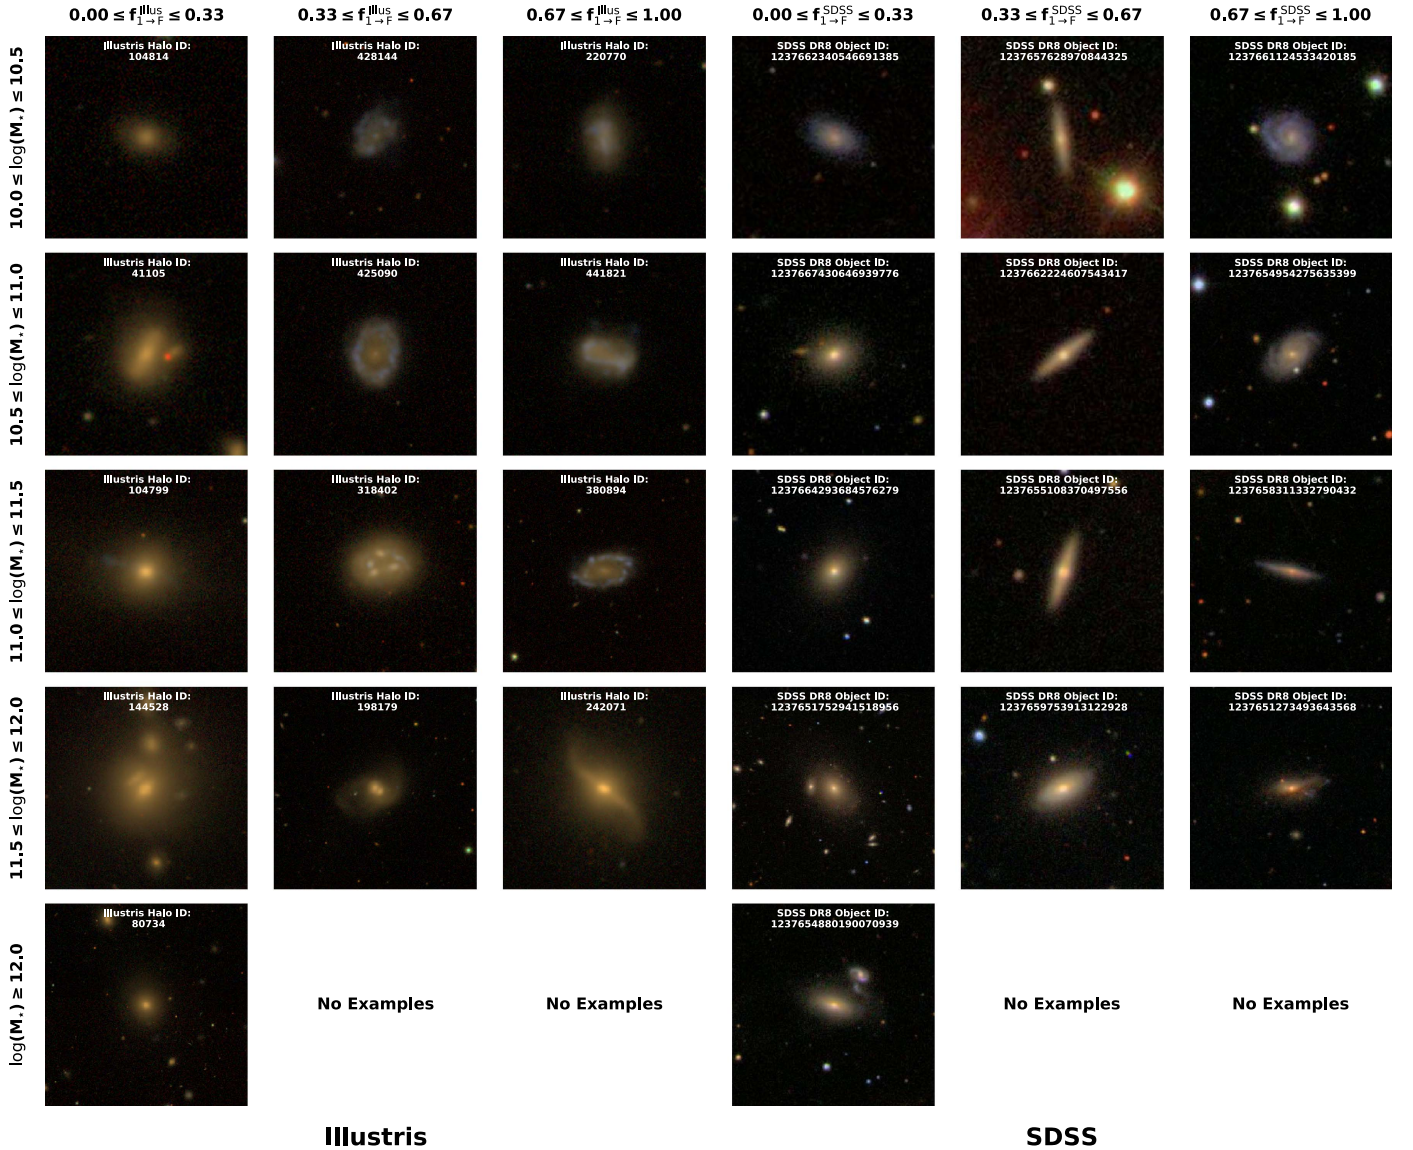 0.00 ≤ f^Illus_1→F ≤ 0.33
0.33 ≤ f^Illus_1→F ≤ 0.67
0.67 ≤ f^Illus_1→F ≤ 1.00
0.00 ≤ f^SDSS_1→F ≤ 0.33
0.33 ≤ f^SDSS_1→F ≤ 0.67
0.67 ≤ f^SDSS_1→F ≤ 1.00
10.0 ≤ log(M⋆) ≤ 10.5
Illustris Halo ID:
104814
Illustris Halo ID:
428144
Illustris Halo ID:
220770
SDSS DR8 Object ID:
1237662340546691385
SDSS DR8 Object ID:
1237657628970844325
SDSS DR8 Object ID:
1237661124533420185
10.5 ≤ log(M⋆) ≤ 11.0
Illustris Halo ID:
41105
Illustris Halo ID:
425090
Illustris Halo ID:
441821
SDSS DR8 Object ID:
1237667430646939776
SDSS DR8 Object ID:
1237662224607543417
SDSS DR8 Object ID:
1237654954275635399
11.0 ≤ log(M⋆) ≤ 11.5
Illustris Halo ID:
104799
Illustris Halo ID:
318402
Illustris Halo ID:
380894
SDSS DR8 Object ID:
1237664293684576279
SDSS DR8 Object ID:
1237655108370497556
SDSS DR8 Object ID:
1237658311332790432
11.5 ≤ log(M⋆) ≤ 12.0
Illustris Halo ID:
144528
Illustris Halo ID:
198179
Illustris Halo ID:
242071
SDSS DR8 Object ID:
1237651752941518956
SDSS DR8 Object ID:
1237659753913122928
SDSS DR8 Object ID:
1237651273493643568
log(M⋆) ≥ 12.0
Illustris Halo ID:
80734
No Examples
No Examples
SDSS DR8 Object ID:
1237654880190070939
No Examples
No Examples
Illustris
SDSS